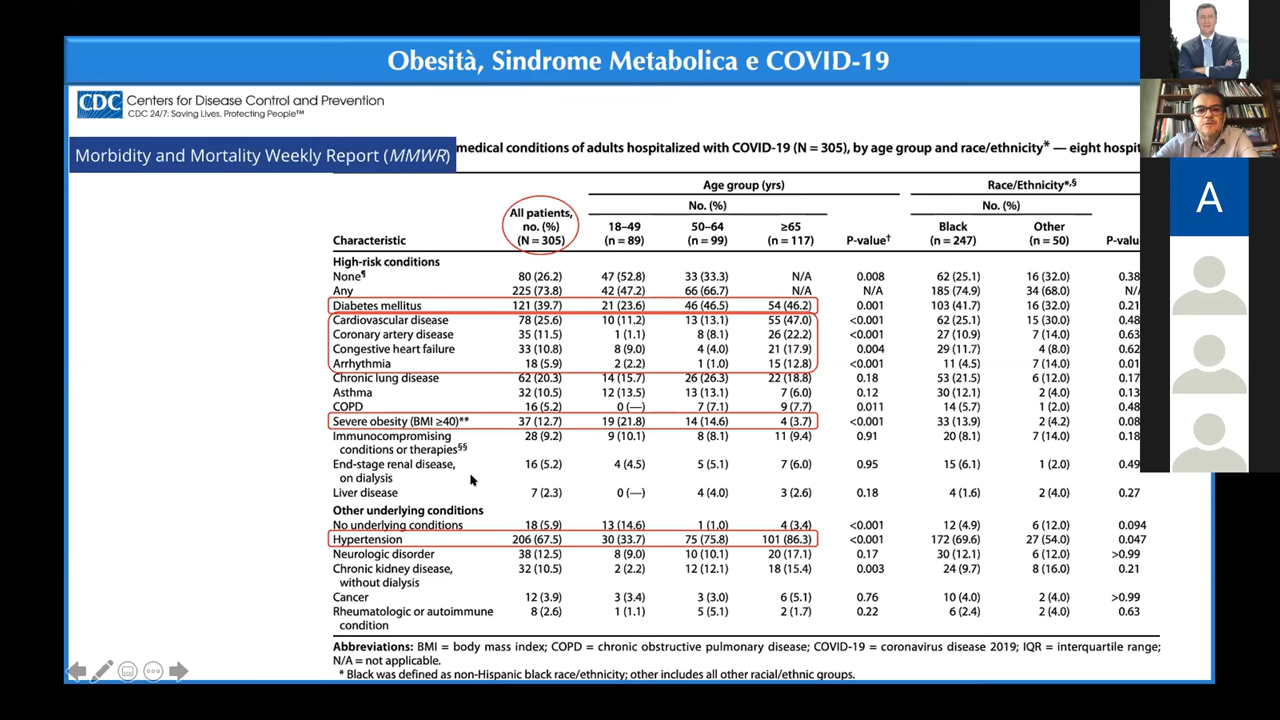 Obesità, Sindrome Metabolica e COVID-19
CDC Centers for Disease Control and Prevention
CDC 24/7: Saving Lives, Protecting People™
Morbidity and Mortality Weekly Report (MMWR)
medical conditions of adults hospitalized with COVID-19 (N = 305), by age group and race/ethnicity* — eight hospit
Age group (yrs) Race/Ethnicity*,§
All patients, No. (%) No. (%)
no. (%) 18–49 50–64 ≥65 Black Other
Characteristic (N = 305) (n = 89) (n = 99) (n = 117) P-value† (n = 247) (n = 50) P-valu
High-risk conditions
None¶ 80 (26.2) 47 (52.8) 33 (33.3) N/A 0.008 62 (25.1) 16 (32.0) 0.38
Any 225 (73.8) 42 (47.2) 66 (66.7) N/A N/A 185 (74.9) 34 (68.0) N/
Diabetes mellitus 121 (39.7) 21 (23.6) 46 (46.5) 54 (46.2) 0.001 103 (41.7) 16 (32.0) 0.21
Cardiovascular disease 78 (25.6) 10 (11.2) 13 (13.1) 55 (47.0) <0.001 62 (25.1) 15 (30.0) 0.48
Coronary artery disease 35 (11.5) 1 (1.1) 8 (8.1) 26 (22.2) <0.001 27 (10.9) 7 (14.0) 0.63
Congestive heart failure 33 (10.8) 8 (9.0) 4 (4.0) 21 (17.9) 0.004 29 (11.7) 4 (8.0) 0.62
Arrhythmia 18 (5.9) 2 (2.2) 1 (1.0) 15 (12.8) <0.001 11 (4.5) 7 (14.0) 0.01
Chronic lung disease 62 (20.3) 14 (15.7) 26 (26.3) 22 (18.8) 0.18 53 (21.5) 6 (12.0) 0.17
Asthma 32 (10.5) 12 (13.5) 13 (13.1) 7 (6.0) 0.12 30 (12.1) 2 (4.0) 0.13
COPD 16 (5.2) 0 (—) 7 (7.1) 9 (7.7) 0.011 14 (5.7) 1 (2.0) 0.48
Severe obesity (BMI ≥40)** 37 (12.7) 19 (21.8) 14 (14.6) 4 (3.7) <0.001 33 (13.9) 2 (4.2) 0.08
Immunocompromising 28 (9.2) 9 (10.1) 8 (8.1) 11 (9.4) 0.91 20 (8.1) 7 (14.0) 0.18
conditions or therapies§§
End-stage renal disease, 16 (5.2) 4 (4.5) 5 (5.1) 7 (6.0) 0.95 15 (6.1) 1 (2.0) 0.49
on dialysis
Liver disease 7 (2.3) 0 (—) 4 (4.0) 3 (2.6) 0.18 4 (1.6) 2 (4.0) 0.27
Other underlying conditions
No underlying conditions 18 (5.9) 13 (14.6) 1 (1.0) 4 (3.4) <0.001 12 (4.9) 6 (12.0) 0.094
Hypertension 206 (67.5) 30 (33.7) 75 (75.8) 101 (86.3) <0.001 172 (69.6) 27 (54.0) 0.047
Neurologic disorder 38 (12.5) 8 (9.0) 10 (10.1) 20 (17.1) 0.17 30 (12.1) 6 (12.0) >0.99
Chronic kidney disease, 32 (10.5) 2 (2.2) 12 (12.1) 18 (15.4) 0.003 24 (9.7) 8 (16.0) 0.21
without dialysis
Cancer 12 (3.9) 3 (3.4) 3 (3.0) 6 (5.1) 0.76 10 (4.0) 2 (4.0) >0.99
Rheumatologic or autoimmune 8 (2.6) 1 (1.1) 5 (5.1) 2 (1.7) 0.22 6 (2.4) 2 (4.0) 0.63
condition
Abbreviations: BMI = body mass index; COPD = chronic obstructive pulmonary disease; COVID-19 = coronavirus disease 2019; IQR = interquartile range;
N/A = not applicable.
* Black was defined as non-Hispanic black race/ethnicity; other includes all other racial/ethnic groups.
A